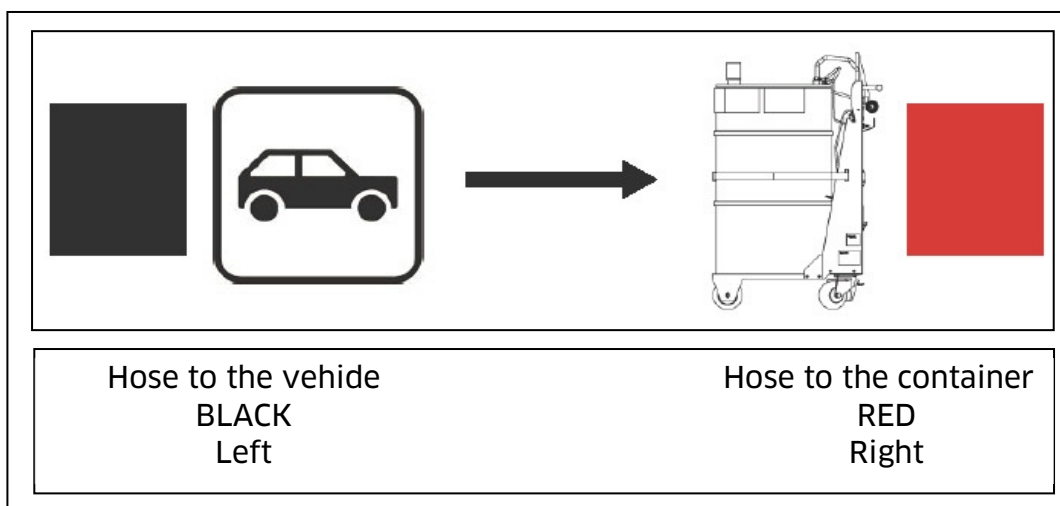 Hose to the vehide
BLACK
Left
Hose to the container
RED
Right